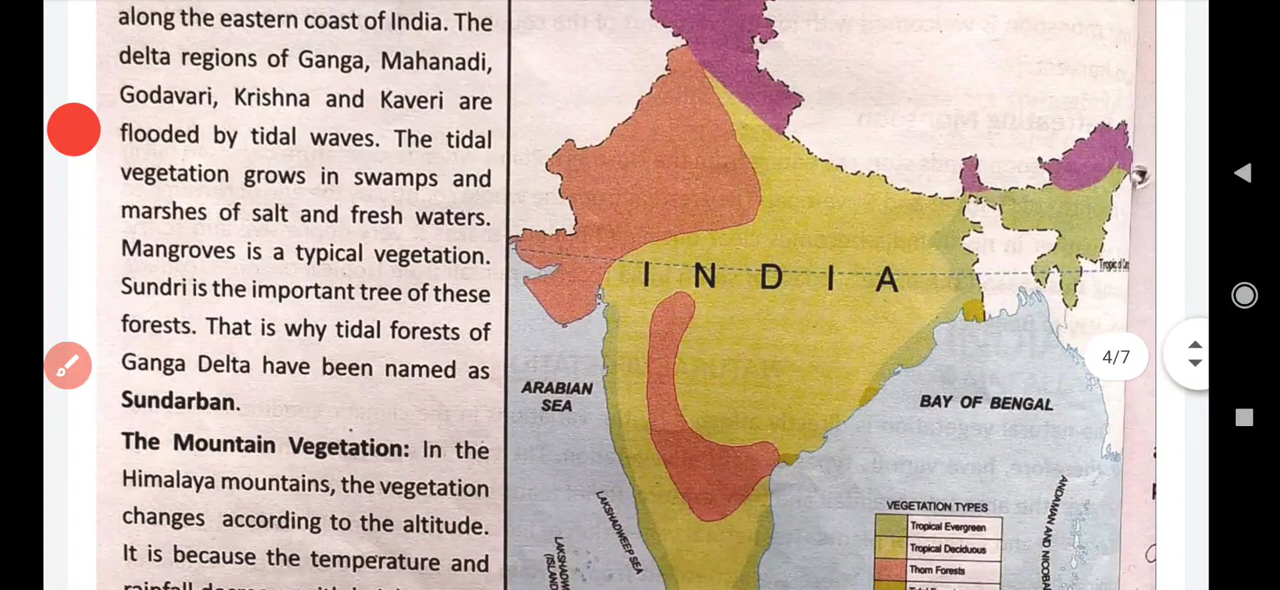 along the eastern coast of India. The
delta regions of Ganga, Mahanadi,
Godavari, Krishna and Kaveri are
flooded by tidal waves. The tidal
vegetation grows in swamps and
marshes of salt and fresh waters.
Mangroves is a typical vegetation.
Sundri is the important tree of these
forests. That is why tidal forests of
Ganga Delta have been named as
Sundarban.
The Mountain Vegetation: In the
Himalaya mountains, the vegetation
changes according to the altitude.
It is because the temperature and
INDIA
Tropic of
ARABIAN
SEA
BAY OF BENGAL
LAKSHADWEEP SEA
ANDAMAN AND
VEGETATION TYPES
Tropical Evergreen
Tropical Deciduous
Thorn Forests
4/7